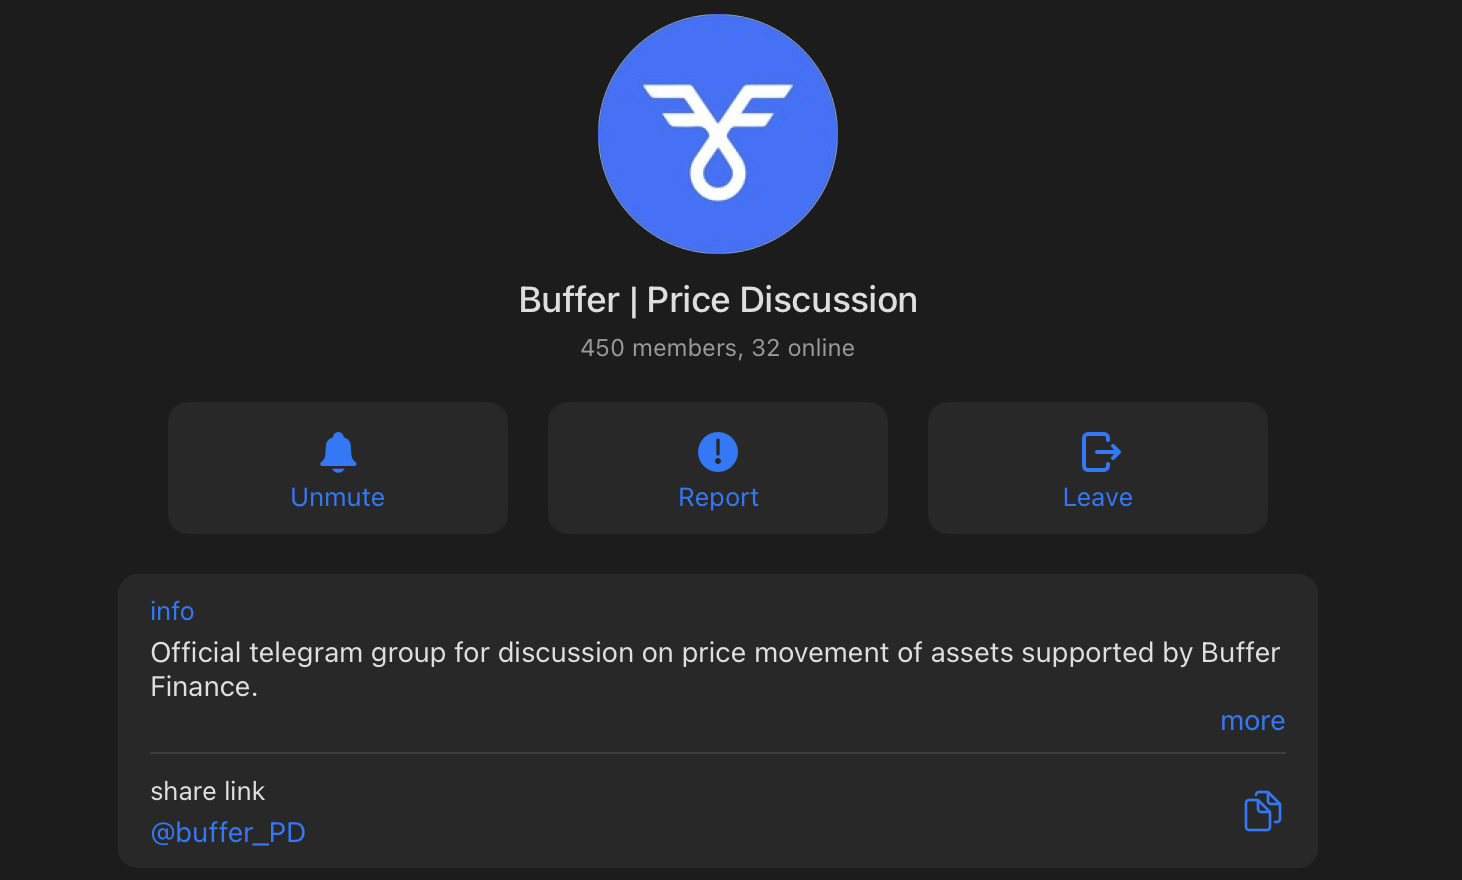 Buffer | Price Discussion
450 members, 32 online
Unmute
Report
Leave
info
Official telegram group for discussion on price movement of assets supported by Buffer
Finance.
more
share link
@buffer_PD